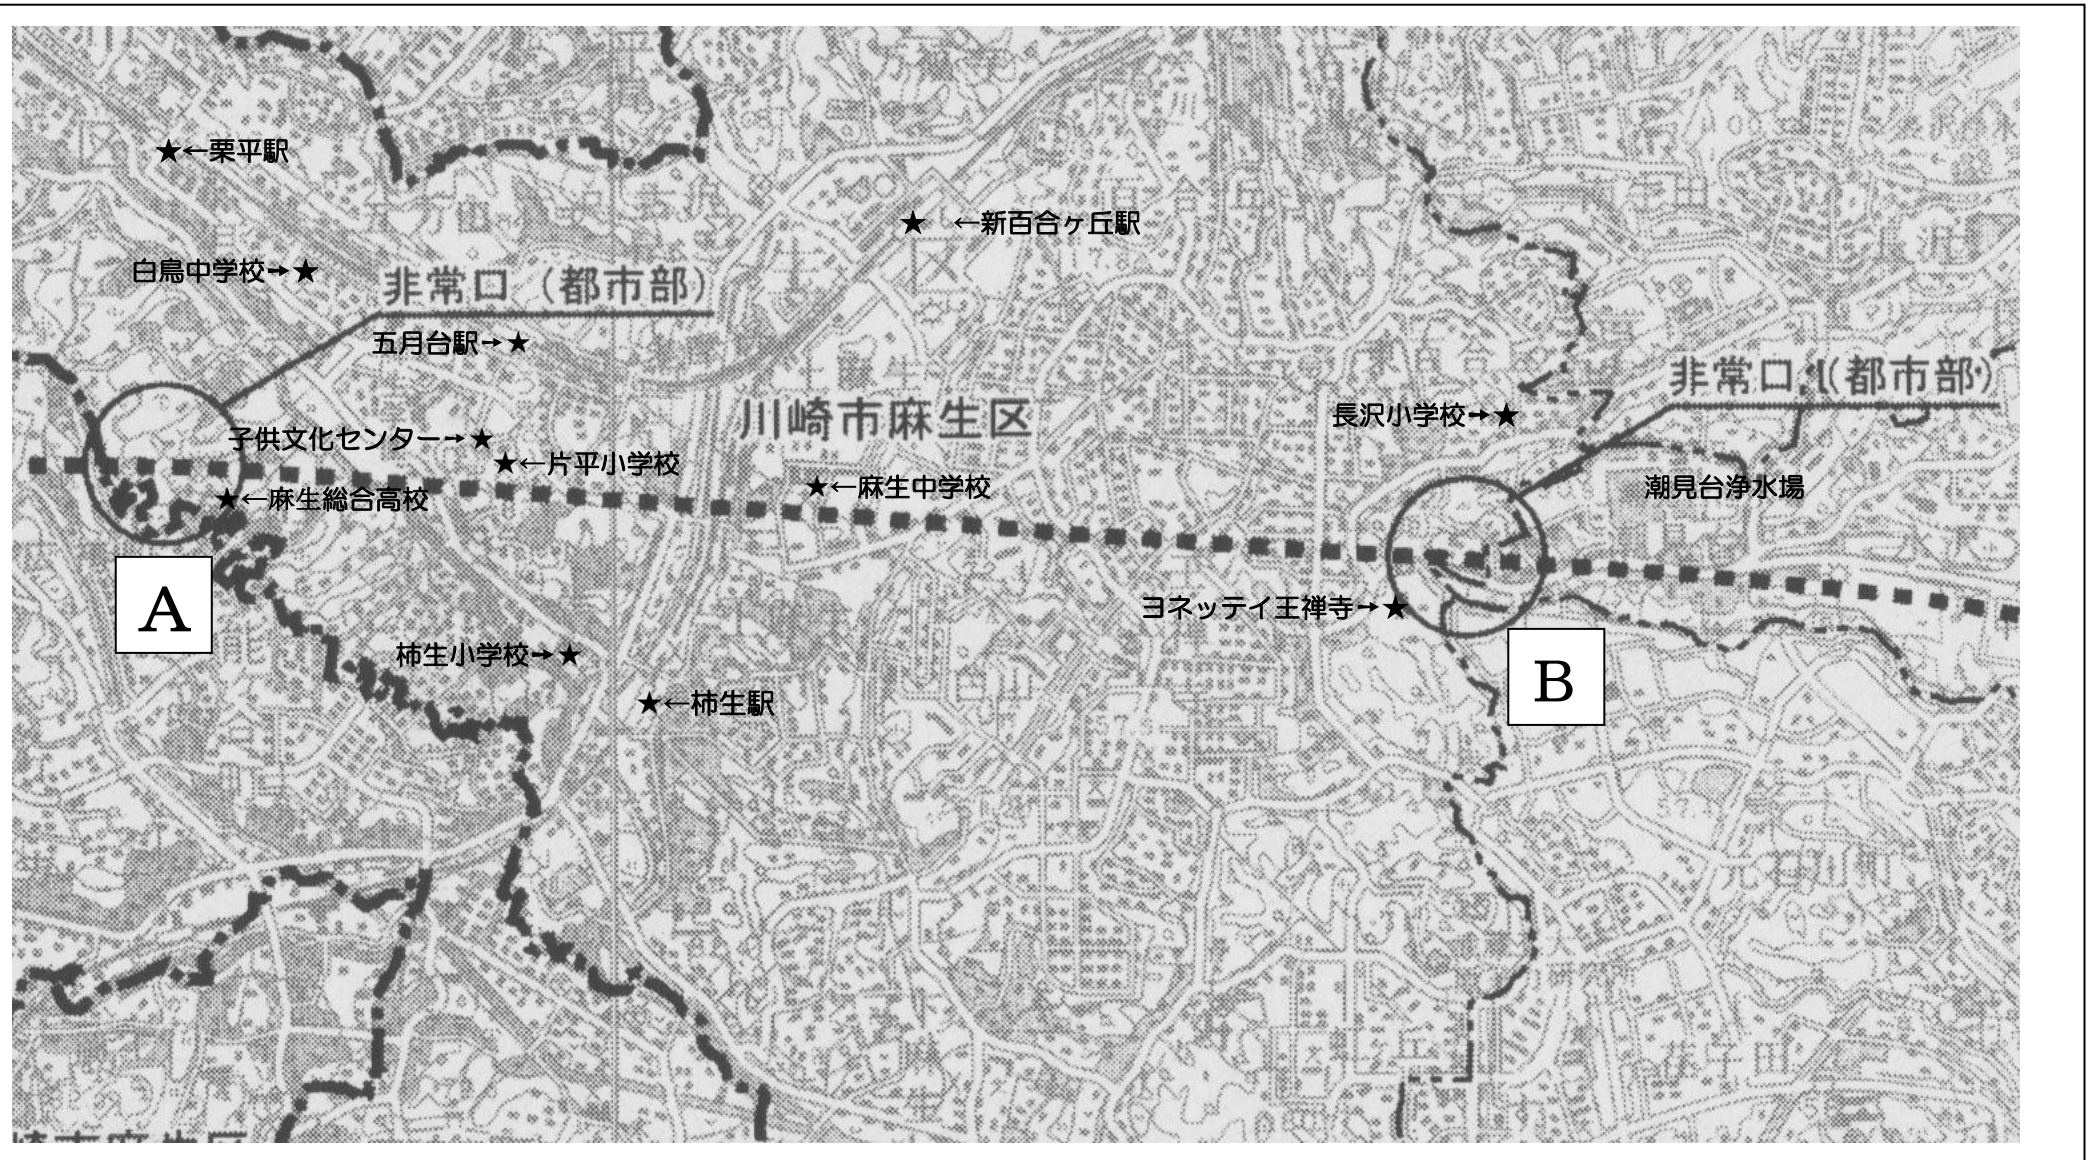 ★←栗平駅
★ ←新百合ヶ丘駅
白鳥中学校→★
非常口（都市部）
五月台駅→★
非常口（都市部）
川崎市麻生区
長沢小学校→★
子供文化センター→★
★←片平小学校
★←麻生中学校
潮見台浄水場
★←麻生総合高校
A
ヨネッテイ王禅寺→★
柿生小学校→★
B
★←柿生駅